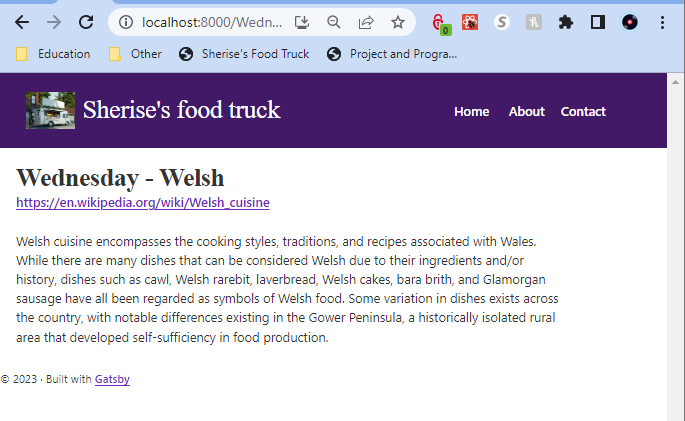 localhost:8000/Wedn...
0
Education Other Sherise's Food Truck Project and Progra...
Sherise's food truck Home About Contact
Wednesday - Welsh
https://en.wikipedia.org/wiki/Welsh_cuisine
Welsh cuisine encompasses the cooking styles, traditions, and recipes associated with Wales.
While there are many dishes that can be considered Welsh due to their ingredients and/or
history, dishes such as cawl, Welsh rarebit, laverbread, Welsh cakes, bara brith, and Glamorgan
sausage have all been regarded as symbols of Welsh food. Some variation in dishes exists across
the country, with notable differences existing in the Gower Peninsula, a historically isolated rural
area that developed self-sufficiency in food production.
© 2023 · Built with Gatsby